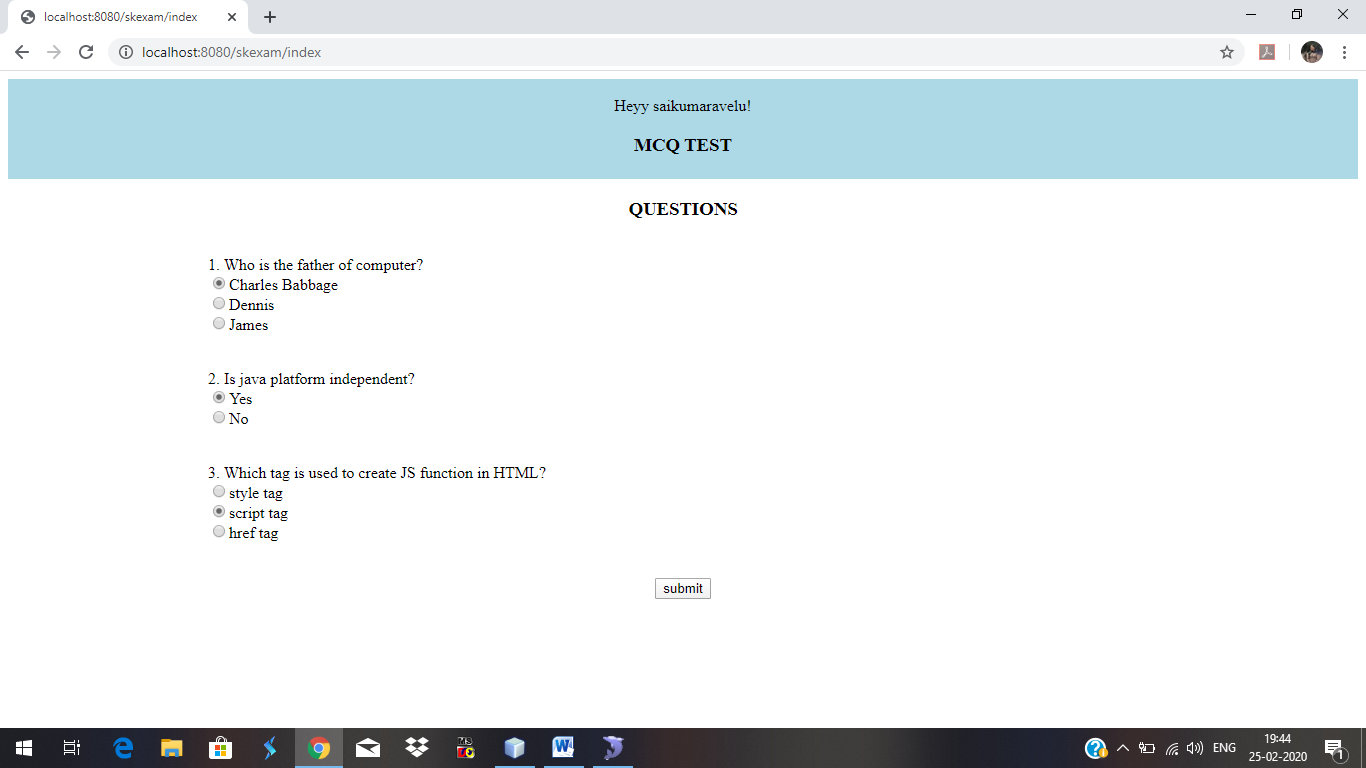 localhost:8080/skexam/index
localhost:8080/skexam/index
Heyy saikumaravelu!
MCQ TEST
QUESTIONS
1. Who is the father of computer?
Charles Babbage
Dennis
James
2. Is java platform independent?
Yes
No
3. Which tag is used to create JS function in HTML?
style tag
script tag
href tag
submit
ENG
19:44
25-02-2020
1